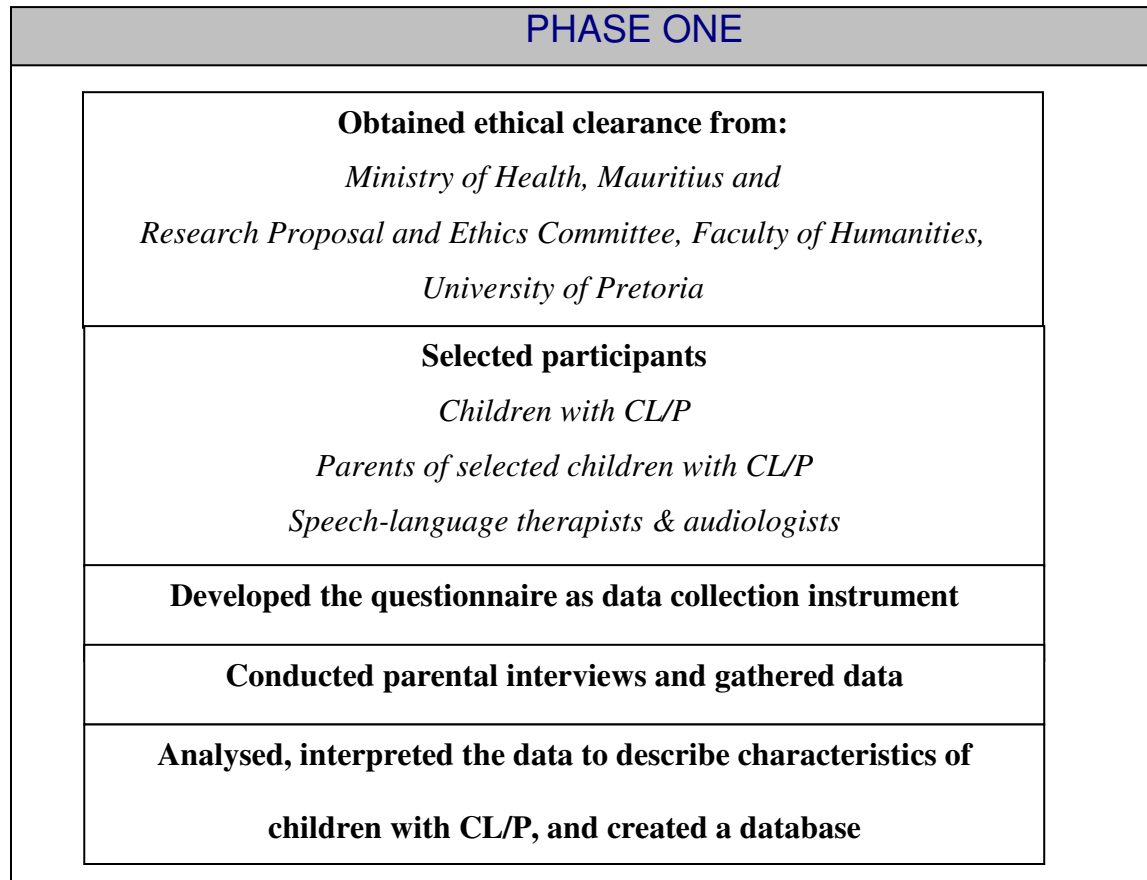 PHASE ONE
Obtained ethical clearance from:
Ministry of Health, Mauritius and
Research Proposal and Ethics Committee, Faculty of Humanities,
University of Pretoria
Selected participants
Children with CL/P
Parents of selected children with CL/P
Speech-language therapists & audiologists
Developed the questionnaire as data collection instrument
Conducted parental interviews and gathered data
Analysed, interpreted the data to describe characteristics of
children with CL/P, and created a database